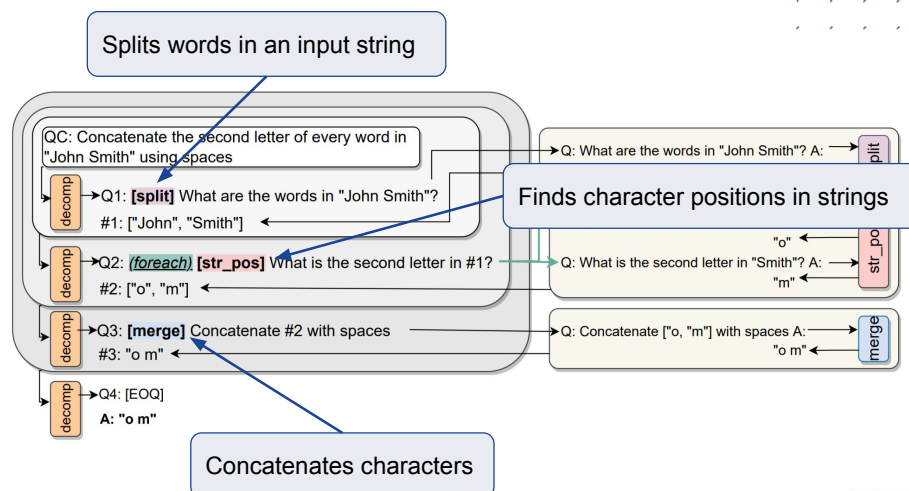 Splits words in an input string
QC: Concatenate the second letter of every word in
"John Smith" using spaces
decomp
Q1: [split] What are the words in "John Smith"?
#1: ["John", "Smith"]
decomp
Q2: (foreach) [str_pos] What is the second letter in #1?
#2: ["o", "m"]
decomp
Q3: [merge] Concatenate #2 with spaces
#3: "o m"
decomp
Q4: [EOQ]
A: "o m"
Q: What are the words in "John Smith"? A:
Finds character positions in strings
"o"
Q: What is the second letter in "Smith"? A:
"m"
Q: Concatenate ["o, "m"] with spaces A:
"o m"
merge
Concatenates characters